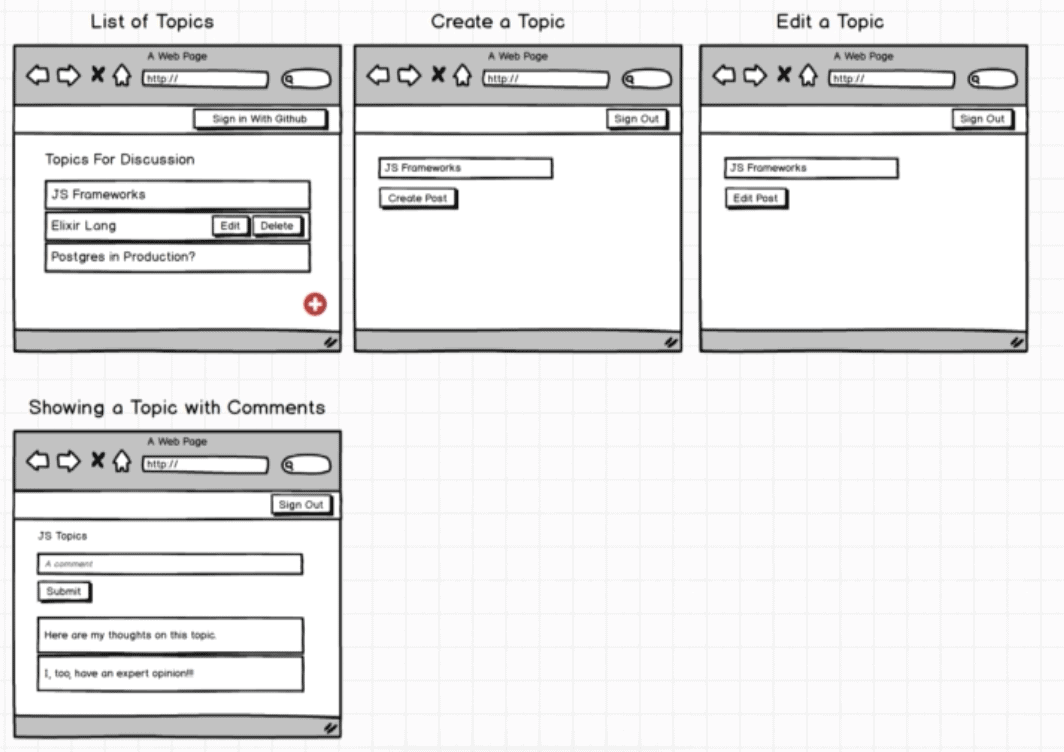 List of Topics
A Web Page
http://
Sign in With Github
Topics For Discussion
JS Frameworks
Elixir Lang
Edit
Delete
Postgres in Production?
Create a Topic
A Web Page
http://
Sign Out
JS Frameworks
Create Post
Edit a Topic
A Web Page
http://
Sign Out
JS Frameworks
Edit Post
Showing a Topic with Comments
A Web Page
http://
Sign Out
JS Topics
A comment
Submit
Here are my thoughts on this topic.
I, too, have an expert opinion!!!